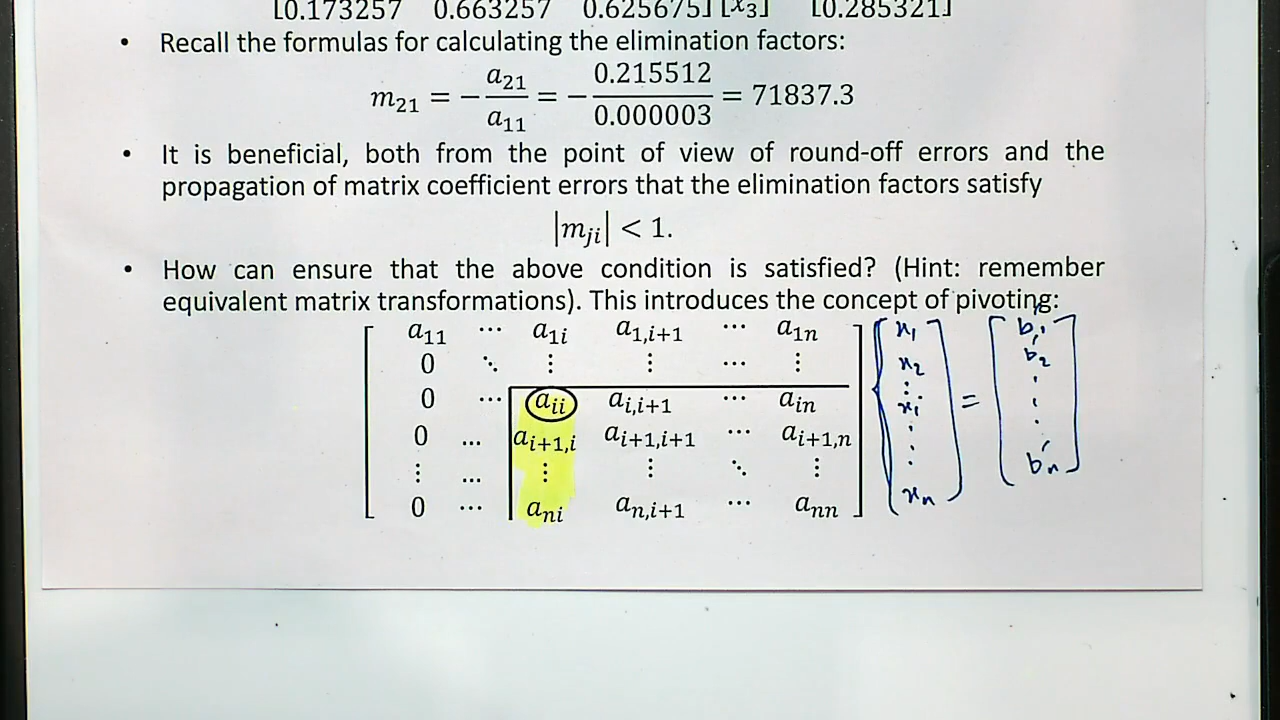 [0.173257 0.663257 0.625675] [x₃] [0.285321]
• Recall the formulas for calculating the elimination factors:
m₂₁ = −a₂₁/a₁₁ = −0.215512/0.000003 = 71837.3
• It is beneficial, both from the point of view of round-off errors and the
propagation of matrix coefficient errors that the elimination factors satisfy
|mⱼᵢ| < 1.
• How can ensure that the above condition is satisfied? (Hint: remember
equivalent matrix transformations). This introduces the concept of pivoting:
a₁₁ ⋯ a₁ᵢ a₁,ᵢ₊₁ ⋯ a₁ₙ x₁ b₁
0 ⋱ ⋮ ⋮ ⋯ ⋮ x₂ b₂
0 ⋯ aᵢᵢ aᵢ,ᵢ₊₁ ⋯ aᵢₙ ⋮ xᵢ = ⋮
0 ⋯ aᵢ₊₁,ᵢ aᵢ₊₁,ᵢ₊₁ ⋯ aᵢ₊₁,ₙ ⋮
⋮ ⋯ ⋮ ⋮ ⋱ ⋮ bₙ
0 ⋯ aₙᵢ aₙ,ᵢ₊₁ ⋯ aₙₙ xₙ